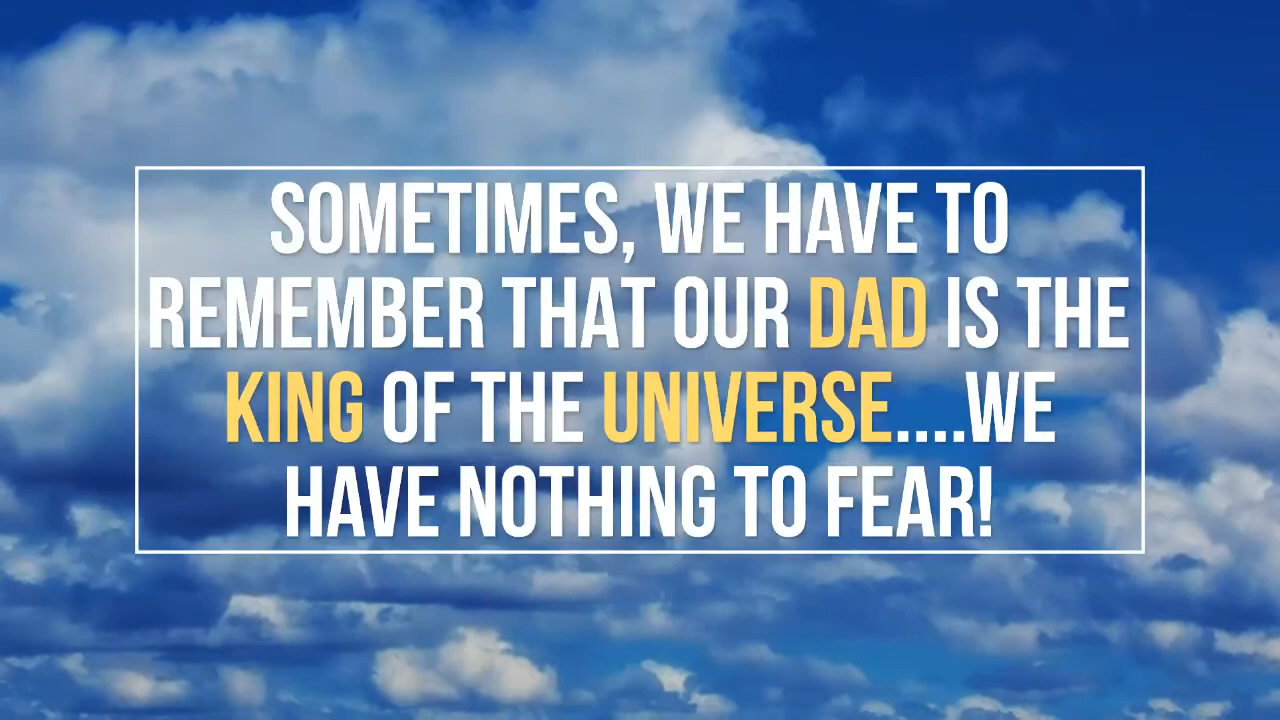 SOMETIMES, WE HAVE TO
REMEMBER THAT OUR DAD IS THE
KING OF THE UNIVERSE....WE
HAVE NOTHING TO FEAR!